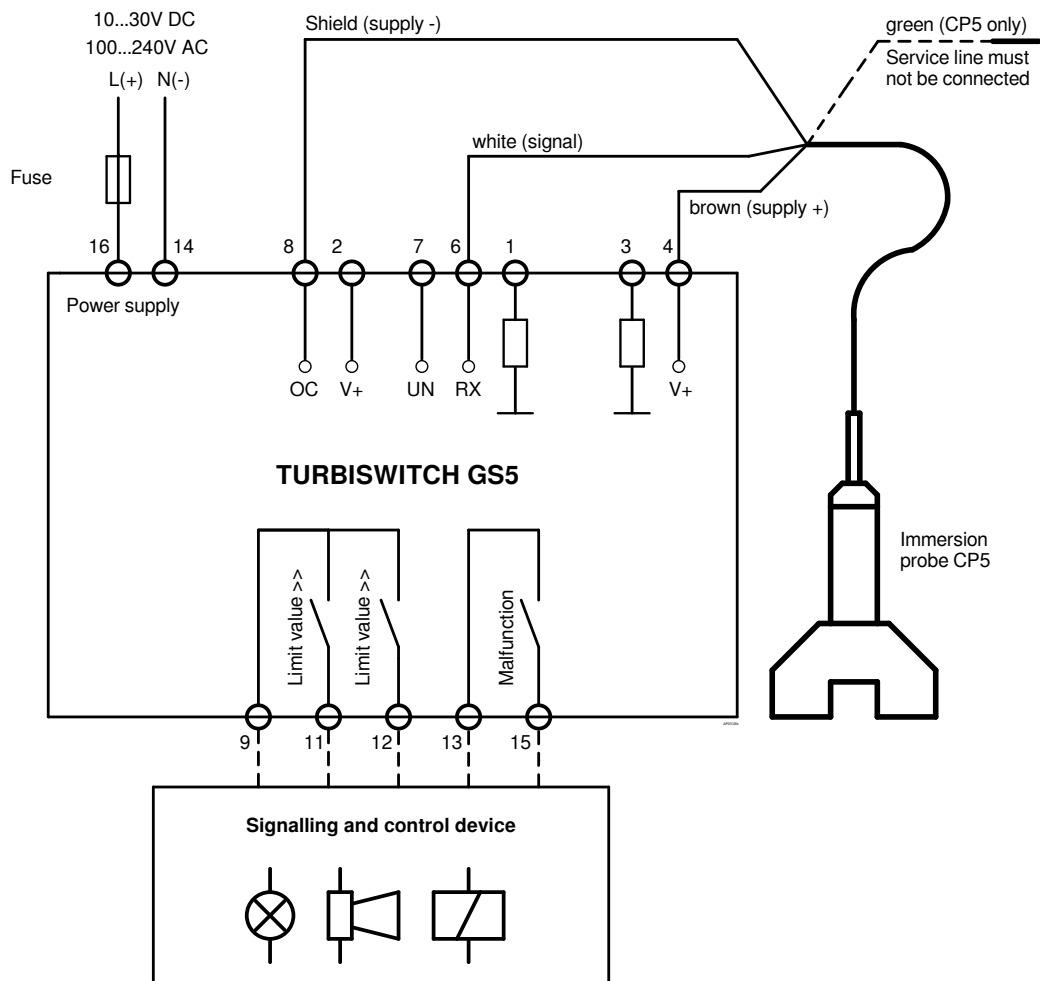 10...30V DC
100...240V AC
L(+) N(-)
Fuse
Shield (supply -)
green (CP5 only)
Service line must
not be connected
white (signal)
brown (supply +)
16 14 8 2 7 6 1 3 4
Power supply
OC V+ UN RX V+
TURBISWITCH GS5
Limit value >>
Limit value >>
Malfunction
Immersion
probe CP5
9 11 12 13 15
Signalling and control device